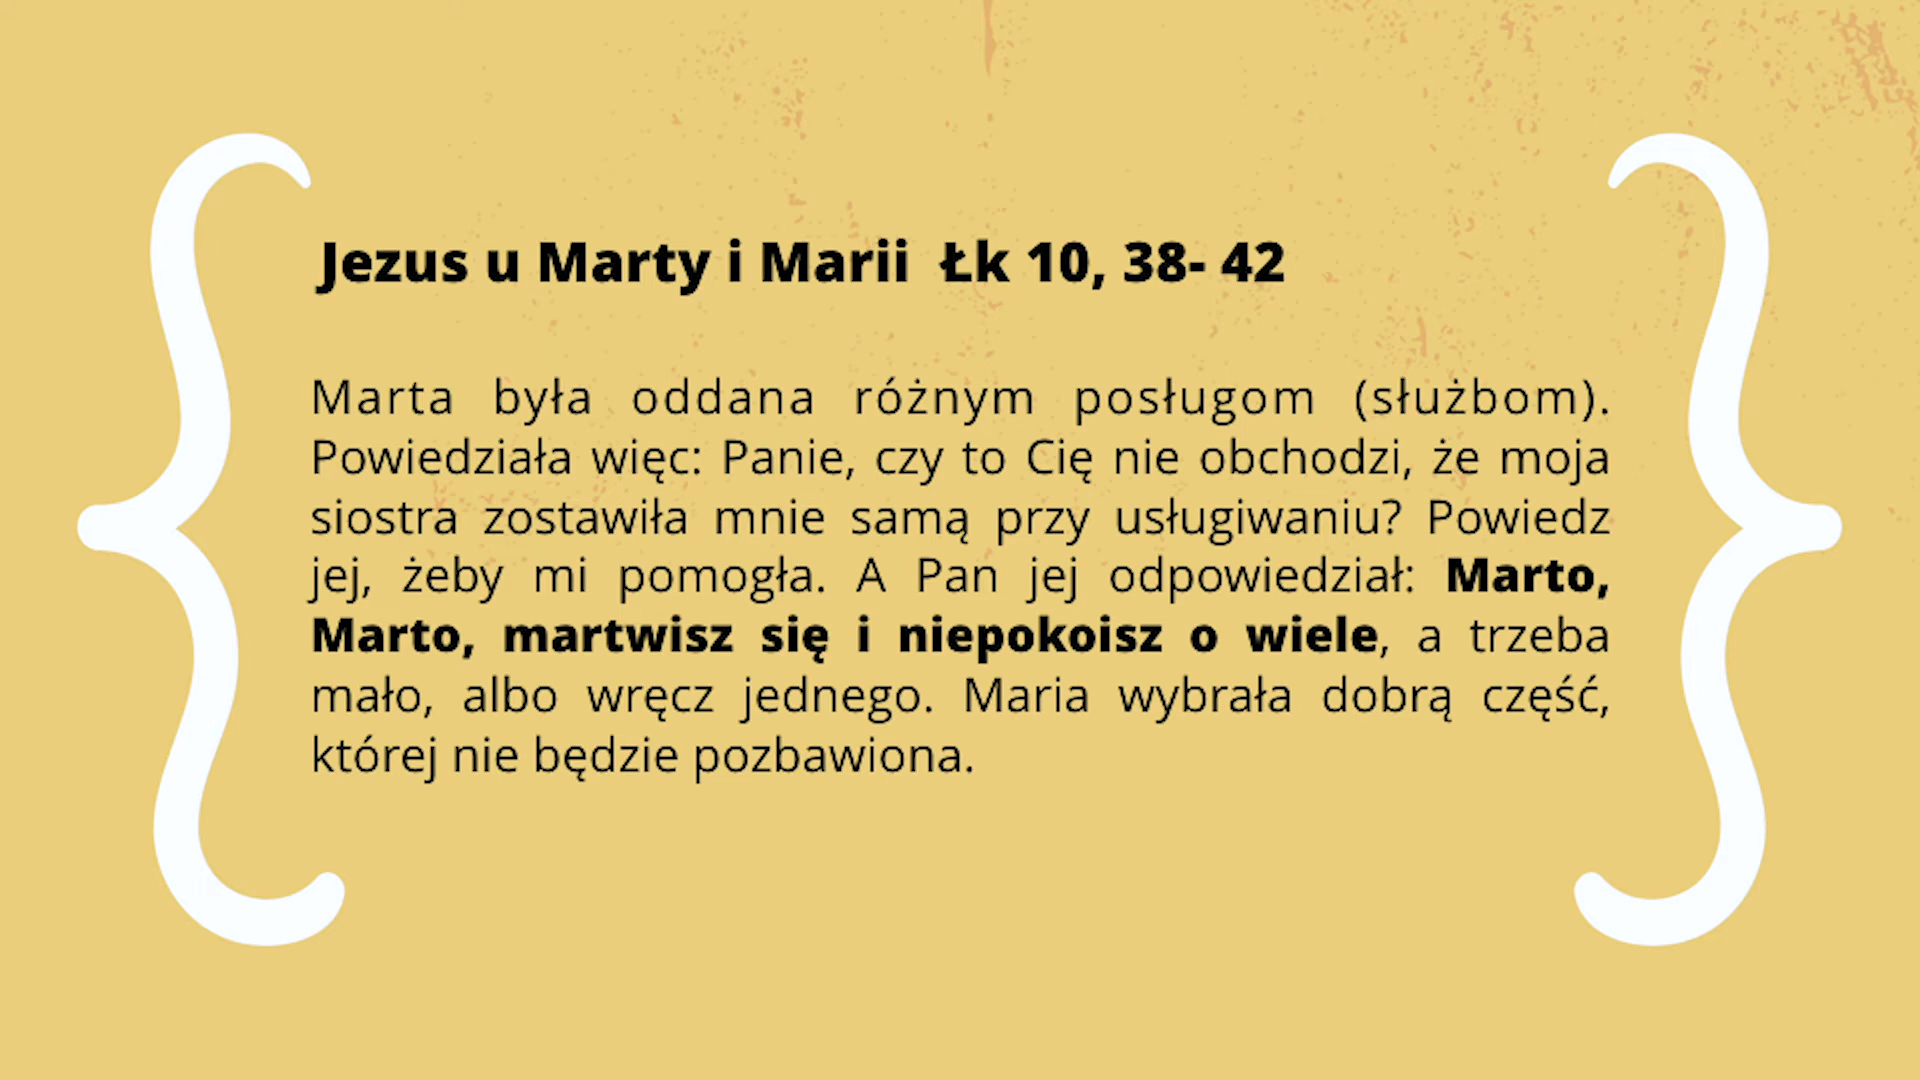 Jezus u Marty i Marii Łk 10, 38- 42
Marta była oddana różnym posługom (służbom).
Powiedziała więc: Panie, czy to Cię nie obchodzi, że moja
siostra zostawiła mnie samą przy usługiwaniu? Powiedz
jej, żeby mi pomogła. A Pan jej odpowiedział: Marto,
Marto, martwisz się i niepokoisz o wiele, a trzeba
mało, albo wręcz jednego. Maria wybrała dobrą część,
której nie będzie pozbawiona.